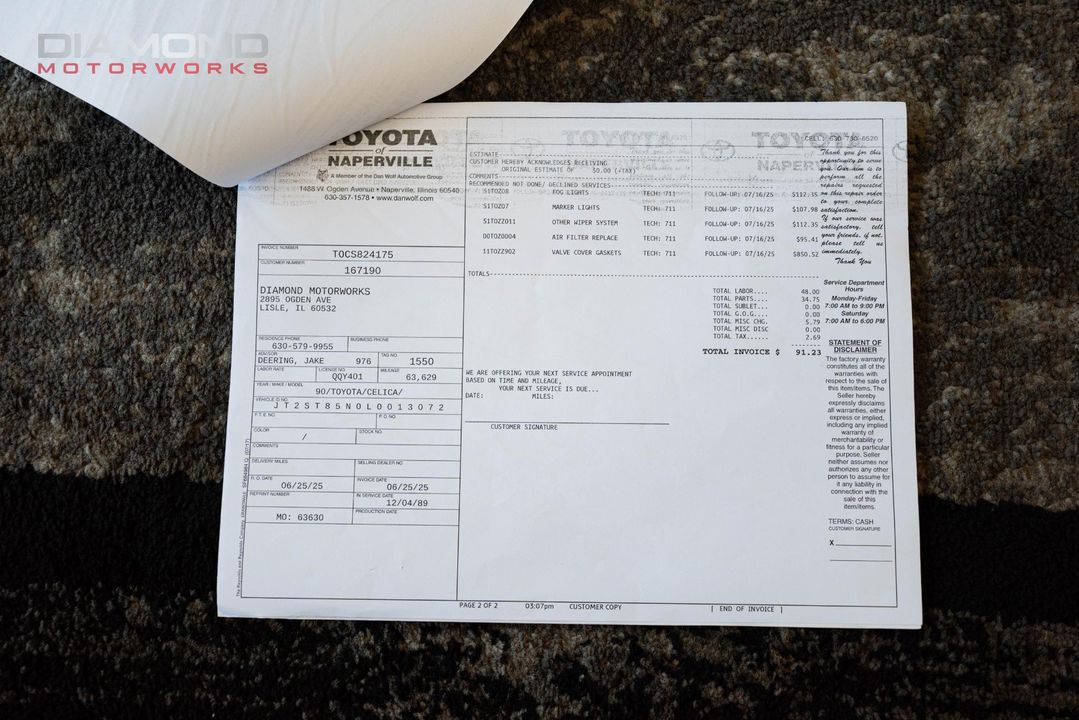 DIAMOND
MOTORWORKS
TOYOTA
of
NAPERVILLE
A Member of the Dan Wolf Automotive Group
1488 W. Ogden Avenue • Naperville, Illinois 60540
630-357-1578 • www.danwolf.com
INVOICE NUMBER
TOCS824175
CUSTOMER NUMBER
167190
DIAMOND MOTORWORKS
2895 OGDEN AVE
LISLE, IL 60532
RESIDENCE PHONE
BUSINESS PHONE
630-579-9955
ADVISOR
TAG NO.
DEERING, JAKE 976 1550
LABOR RATE
LICENSE NO.
MILEAGE
QQY401 63,629
YEAR / MAKE / MODEL
90/TOYOTA/CELICA/
VEHICLE ID NO.
JT2ST85N0L0013072
F.T.E. NO.
P.O. NO.
COLOR
STOCK NO.
/
COMMENTS
DELIVERY MILES
SELLING DEALER NO.
R.O. DATE
INVOICE DATE
06/25/25 06/25/25
REPRINT NUMBER
IN SERVICE DATE
12/04/89
PRODUCTION DATE
MO: 63630
CELL: 630-730-6520
TOYOTA
TOYOTA
NAPERVILLE
ESTIMATE
CUSTOMER HEREBY ACKNOWLEDGES RECEIVING
ORIGINAL ESTIMATE OF $0.00 (+TAX)
COMMENTS
RECOMMENDED NOT DONE/ DECLINED SERVICES
51TOZ08 FOG LIGHTS TECH: 711 FOLLOW-UP: 07/16/25 $112.35
51TOZ07 MARKER LIGHTS TECH: 711 FOLLOW-UP: 07/16/25 $107.98
51TOZZ011 OTHER WIPER SYSTEM TECH: 711 FOLLOW-UP: 07/16/25 $112.35
00TOZ0004 AIR FILTER REPLACE TECH: 711 FOLLOW-UP: 07/16/25 $95.41
11TOZZ902 VALVE COVER GASKETS TECH: 711 FOLLOW-UP: 07/16/25 $850.52
TOTALS
TOTAL LABOR.... 48.00
TOTAL PARTS.... 34.75
TOTAL SUBLET... 0.00
TOTAL G.O.G.... 0.00
TOTAL MISC CHG. 5.79
TOTAL MISC DISC 0.00
TOTAL TAX...... 2.69
TOTAL INVOICE $ 91.23
WE ARE OFFERING YOUR NEXT SERVICE APPOINTMENT
BASED ON TIME AND MILEAGE,
YOUR NEXT SERVICE IS DUE...
DATE: MILES:
CUSTOMER SIGNATURE
Thank you for this
opportunity to serve
you. Our aim is to
perform all the
repairs requested
on this repair order
to your complete
satisfaction.
If our service was
satisfactory, tell
your friends, if not,
please tell us
immediately.
Thank You
Service Department
Hours
Monday-Friday
7:00 AM to 9:00 PM
Saturday
7:00 AM to 6:00 PM
STATEMENT OF
DISCLAIMER
The factory warranty
constitutes all of the
warranties with
respect to the sale of
this item/items. The
Seller hereby
expressly disclaims
all warranties, either
express or implied,
including any implied
warranty of
merchantability or
fitness for a particular
purpose. Seller
neither assumes nor
authorizes any other
person to assume for
it any liability in
connection with the
sale of this
item/items.
TERMS: CASH
CUSTOMER SIGNATURE
X
PAGE 2 OF 2 03:07pm CUSTOMER COPY [ END OF INVOICE ]